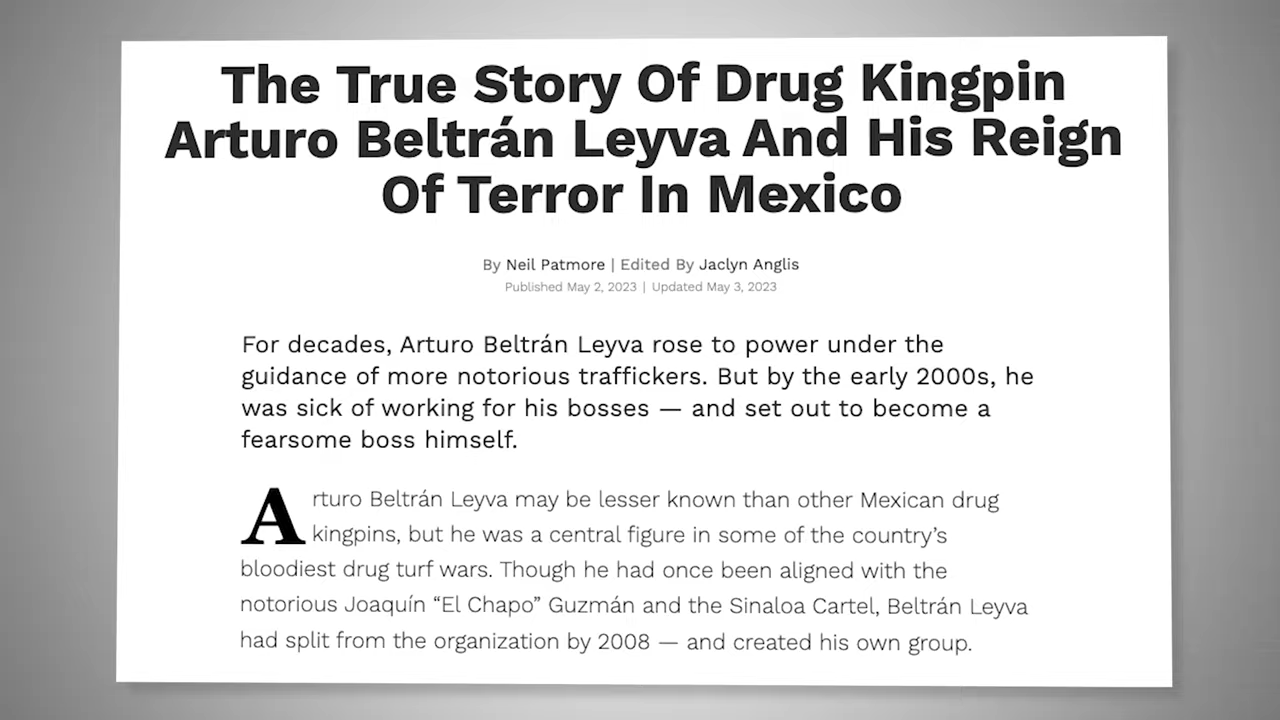 The True Story Of Drug Kingpin
Arturo Beltrán Leyva And His Reign
Of Terror In Mexico
By Neil Patmore | Edited By Jaclyn Anglis
Published May 2, 2023 | Updated May 3, 2023
For decades, Arturo Beltrán Leyva rose to power under the
guidance of more notorious traffickers. But by the early 2000s, he
was sick of working for his bosses — and set out to become a
fearsome boss himself.
Arturo Beltrán Leyva may be lesser known than other Mexican drug
kingpins, but he was a central figure in some of the country’s
bloodiest drug turf wars. Though he had once been aligned with the
notorious Joaquín “El Chapo” Guzmán and the Sinaloa Cartel, Beltrán Leyva
had split from the organization by 2008 — and created his own group.